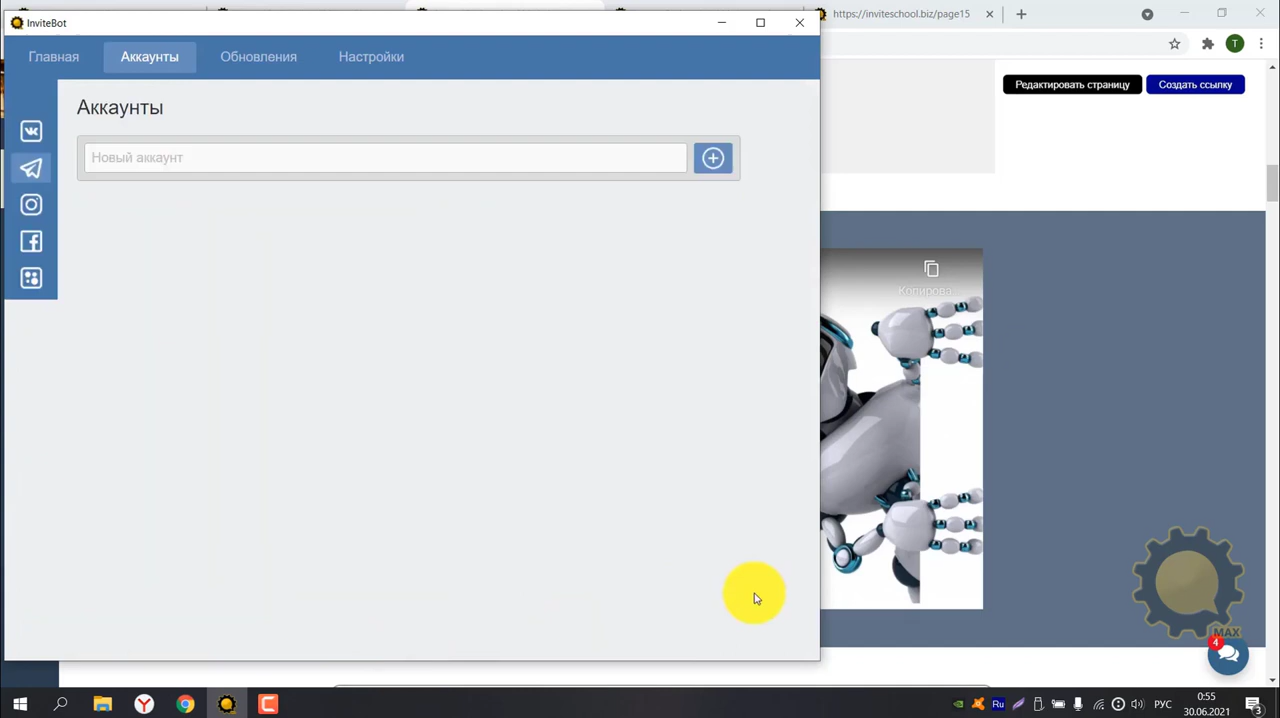 InviteBot
https://inviteschool.biz/page15
Главная
Аккаунты
Обновления
Настройки
T
Редактировать страницу
Создать ссылку
Аккаунты
Новый аккаунт
Копирова
MAX
4
Ru
РУС
0:55
30.06.2021
3